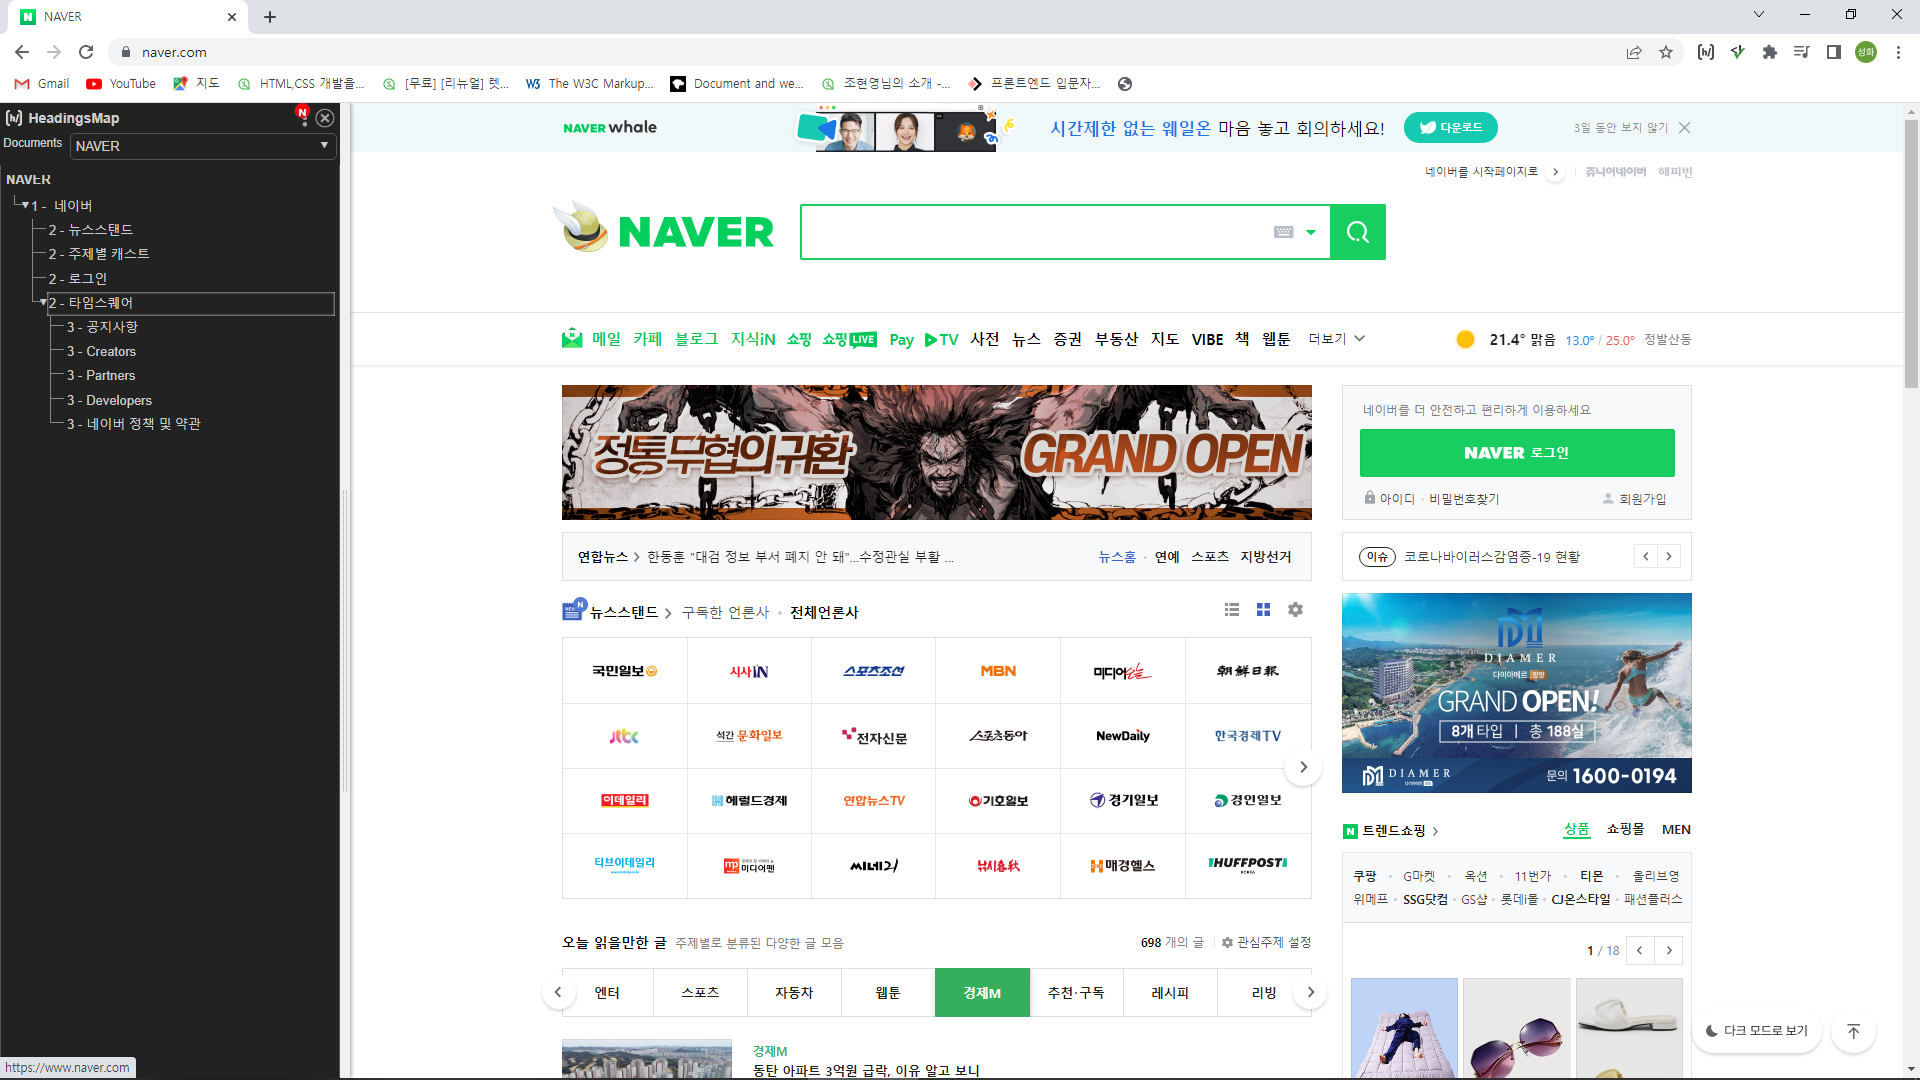 NAVER
naver.com
Gmail
YouTube
지도
HTML,CSS 개발을...
[무료] [리뉴얼] 렛...
The W3C Markup...
Document and we...
조현영님의 소개 -...
프론트엔드 입문자...
성화
HeadingsMap
Documents
NAVER
NAVER
1 - 네이버
2 - 뉴스스탠드
2 - 주제별 캐스트
2 - 로그인
2 - 타임스퀘어
3 - 공지사항
3 - Creators
3 - Partners
3 - Developers
3 - 네이버 정책 및 약관
https://www.naver.com
NAVER whale
시간제한 없는 웨일온 마음 놓고 회의하세요!
다운로드
3일 동안 보지 않기
네이버를 시작페이지로
쥬니어네이버 해피빈
NAVER
메일 카페 블로그 지식iN 쇼핑 쇼핑LIVE Pay TV 사전 뉴스 증권 부동산 지도 VIBE 책 웹툰 더보기
21.4° 맑음 13.0° / 25.0° 정발산동
정통무협의귀환 GRAND OPEN
네이버를 더 안전하고 편리하게 이용하세요
NAVER 로그인
아이디 · 비밀번호찾기 회원가입
연합뉴스 > 한동훈 "대검 정보 부서 폐지 안 돼"...수정관실 부활 ...
뉴스홈 · 연예 스포츠 지방선거
이슈 코로나바이러스감염증-19 현황
뉴스스탠드 > 구독한 언론사 · 전체언론사
국민일보 시사IN 스포츠조선 MBN 미디어오늘 朝鮮日報
jtbc 석간 문화일보 전자신문 스포츠동아 NewDaily 한국경제TV
이데일리 헤럴드경제 연합뉴스TV 기호일보 경기일보 경인일보
티브이데일리 mp 미디어펜 씨네21 낚시春秋 매경헬스 HUFFPOST KOREA
DIAMER
다이아메르 양양
GRAND OPEN!
8개 타입 | 총 188실
DIAMER 문의 1600-0194
트렌드쇼핑 > 상품 쇼핑몰 MEN
쿠팡 · G마켓 · 옥션 · 11번가 · 티몬 · 올리브영
위메프 · SSG닷컴 · GS샵 · 롯데i몰 · CJ온스타일 · 패션플러스
1 / 18
오늘 읽을만한 글 주제별로 분류된 다양한 글 모음
698 개의 글 관심주제 설정
엔터 스포츠 자동차 웹툰 경제M 추천·구독 레시피 리빙
경제M
동탄 아파트 3억원 급락, 이유 알고 보니
다크 모드로 보기